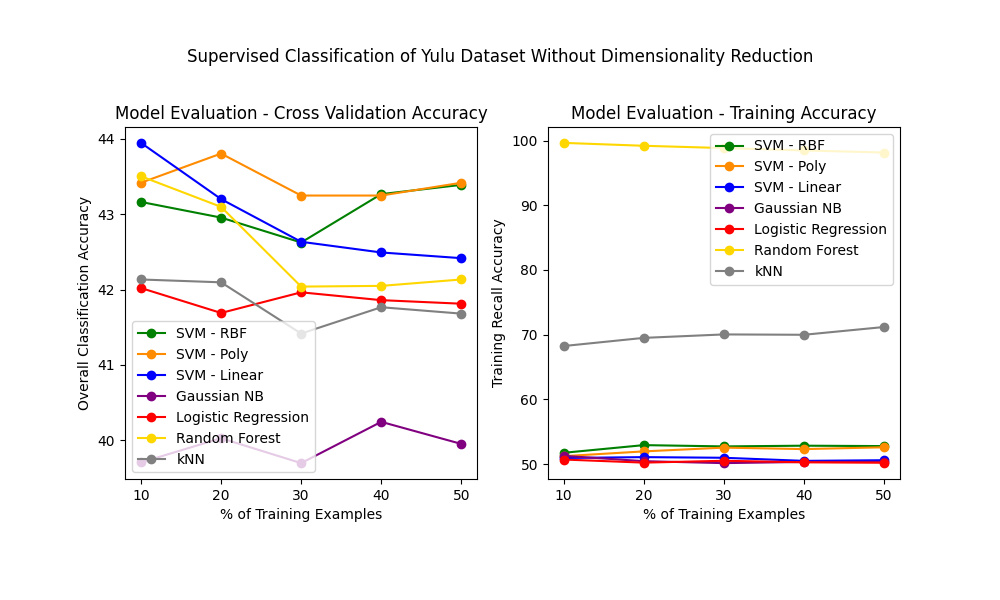 Supervised Classification of Yulu Dataset Without Dimensionality Reduction
Model Evaluation - Cross Validation Accuracy
Overall Classification Accuracy
44
43
42
41
40
SVM - RBF
SVM - Poly
SVM - Linear
Gaussian NB
Logistic Regression
Random Forest
kNN
10 20 30 40 50
% of Training Examples
Model Evaluation - Training Accuracy
Training Recall Accuracy
100
90
80
70
60
50
SVM - RBF
SVM - Poly
SVM - Linear
Gaussian NB
Logistic Regression
Random Forest
kNN
10 20 30 40 50
% of Training Examples